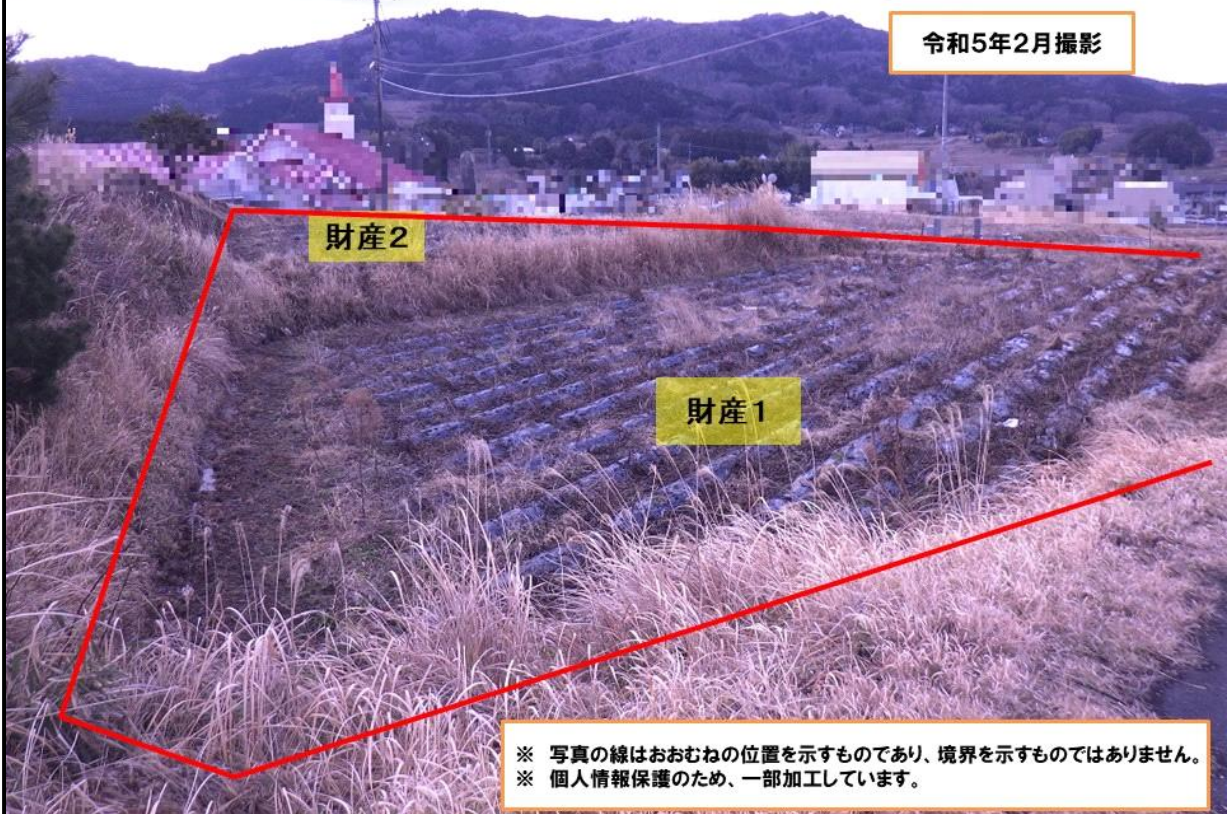 令和5年2月撮影
財産2
財産1
※　写真の線はおおむねの位置を示すものであり、境界を示すものではありません。
※　個人情報保護のため、一部加工しています。